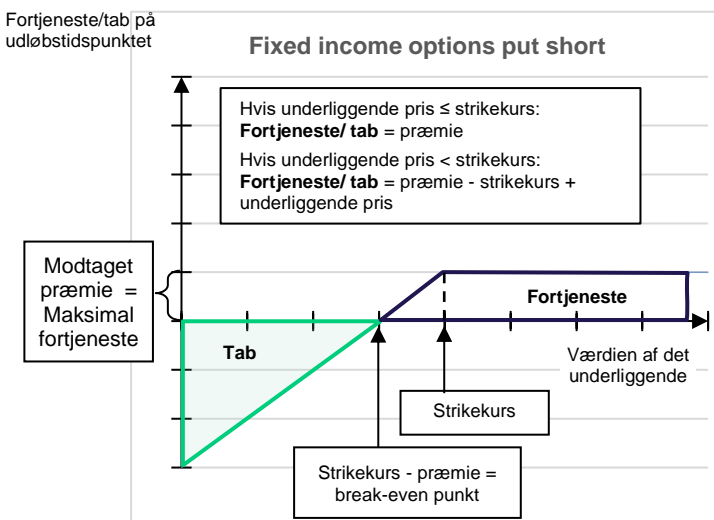 Fortjeneste/tab på
udløbstidspunktet
Fixed income options put short
Hvis underliggende pris ≤ strikekurs:
Fortjeneste/ tab = præmie
Hvis underliggende pris < strikekurs:
Fortjeneste/ tab = præmie - strikekurs +
underliggende pris
Modtaget
præmie =
Maksimal
fortjeneste
Fortjeneste
Tab
Værdien af det
underliggende
Strikekurs
Strikekurs - præmie =
break-even punkt